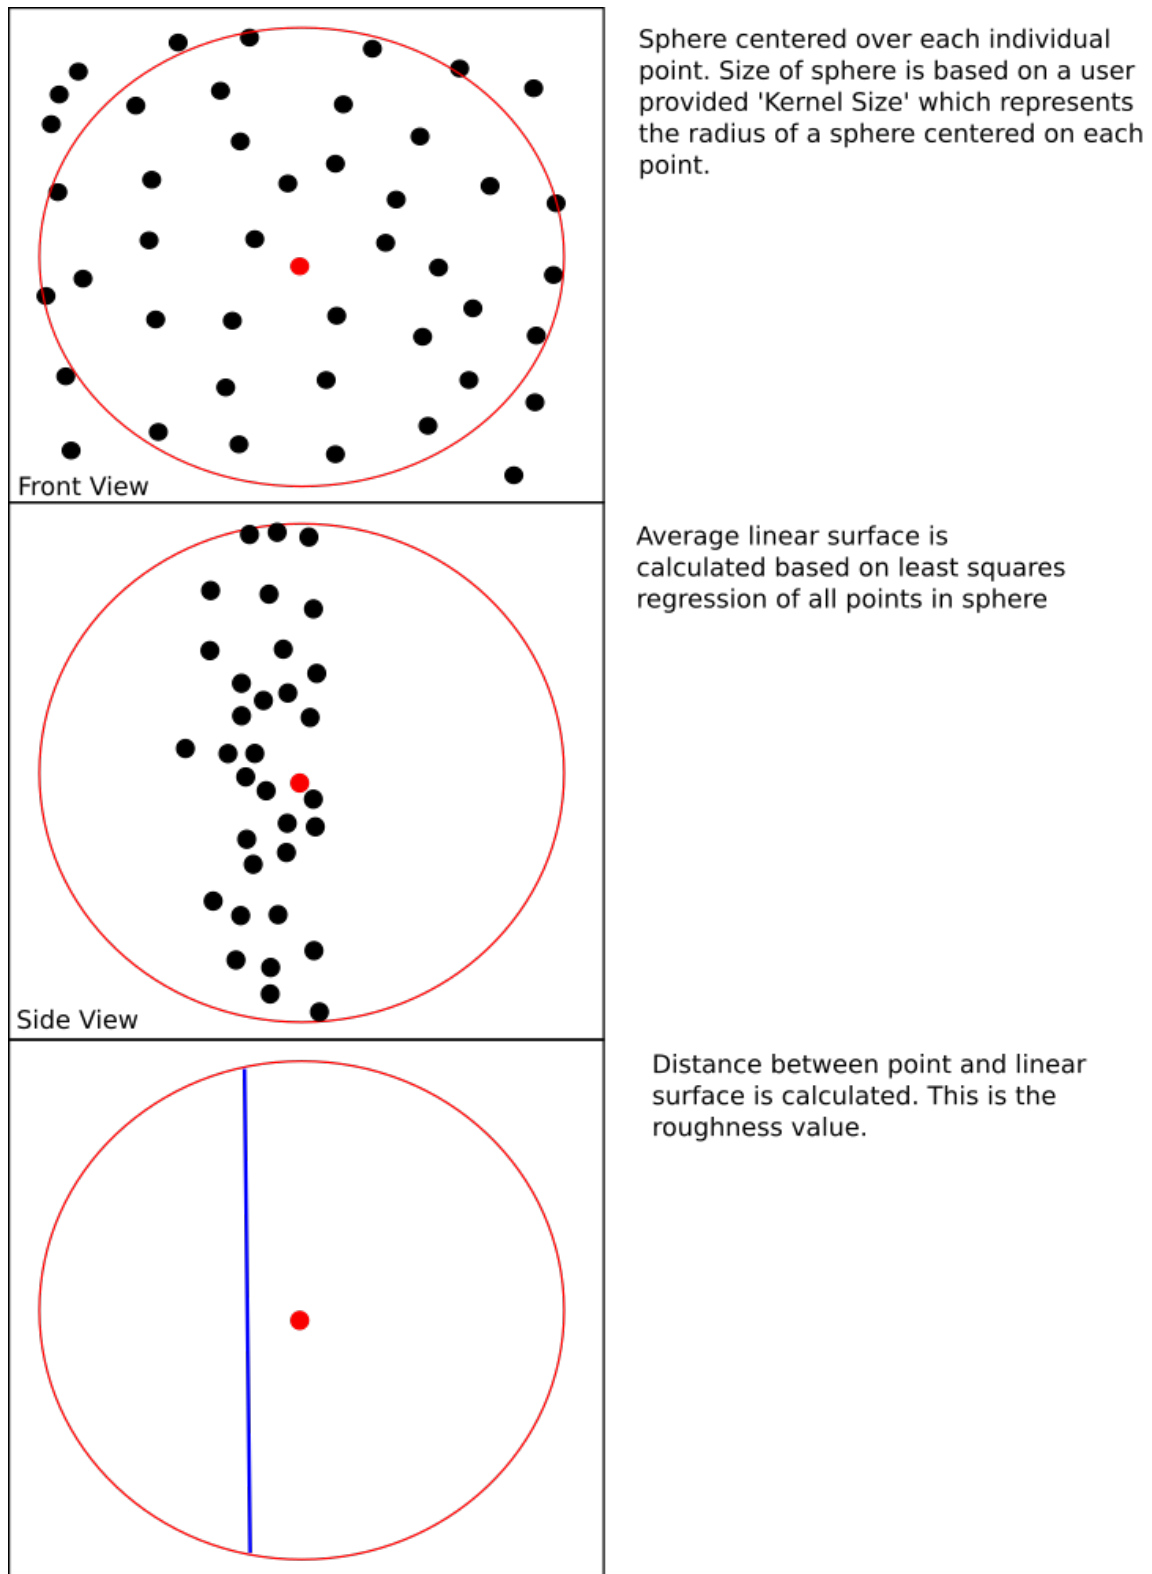 Sphere centered over each individual
point. Size of sphere is based on a user
provided 'Kernel Size' which represents
the radius of a sphere centered on each
point.
Front View
Average linear surface is
calculated based on least squares
regression of all points in sphere
Side View
Distance between point and linear
surface is calculated. This is the
roughness value.